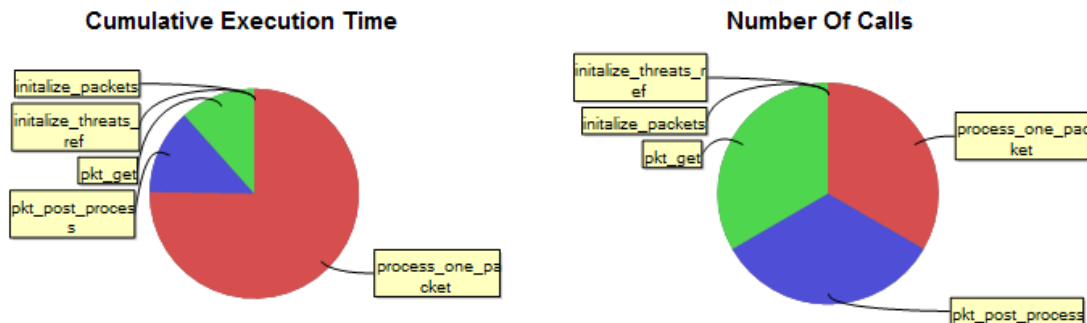 Cumulative Execution Time
initalize_packets
initalize_threats_
ref
pkt_get
pkt_post_proces
s
process_one_pa
cket
Number Of Calls
initalize_threats_r
ef
initalize_packets
pkt_get
process_one_pac
ket
pkt_post_process